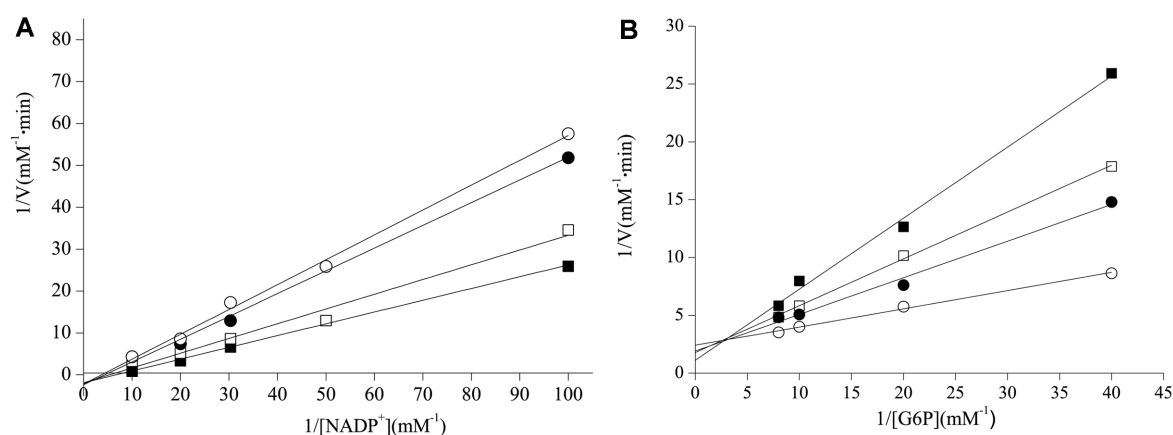 A
80
70
60
50
40
30
20
10
0
1/V(mM⁻¹·min)
0 10 20 30 40 50 60 70 80 90 100
1/[NADP⁺](mM⁻¹)
B
30
25
20
15
10
5
0
1/V(mM⁻¹·min)
0 5 10 15 20 25 30 35 40 45
1/[G6P](mM⁻¹)